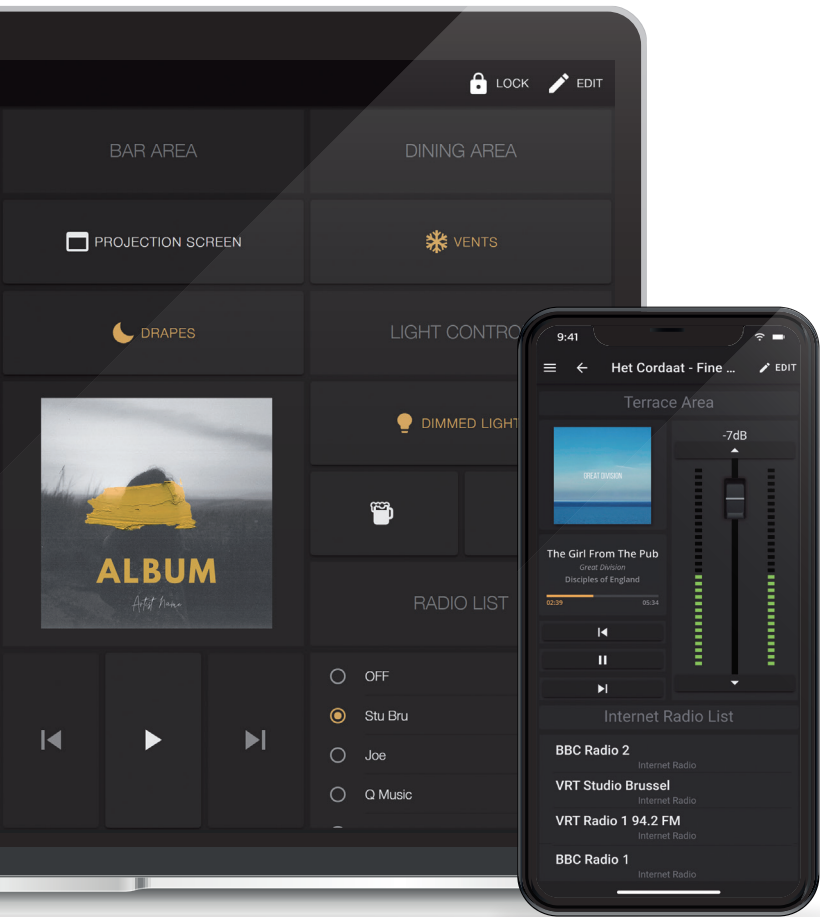 LOCK
EDIT
BAR AREA
DINING AREA
PROJECTION SCREEN
VENTS
DRAPES
LIGHT CONTRO
DIMMED LIGHT
ALBUM
Artist Name
RADIO LIST
OFF
Stu Bru
Joe
Q Music
9:41
Het Cordaat - Fine ...
EDIT
Terrace Area
GREAT DIVISION
-7dB
The Girl From The Pub
Great Division
Disciples of England
02:39
05:34
Internet Radio List
BBC Radio 2
Internet Radio
VRT Studio Brussel
Internet Radio
VRT Radio 1 94.2 FM
Internet Radio
BBC Radio 1
Internet Radio